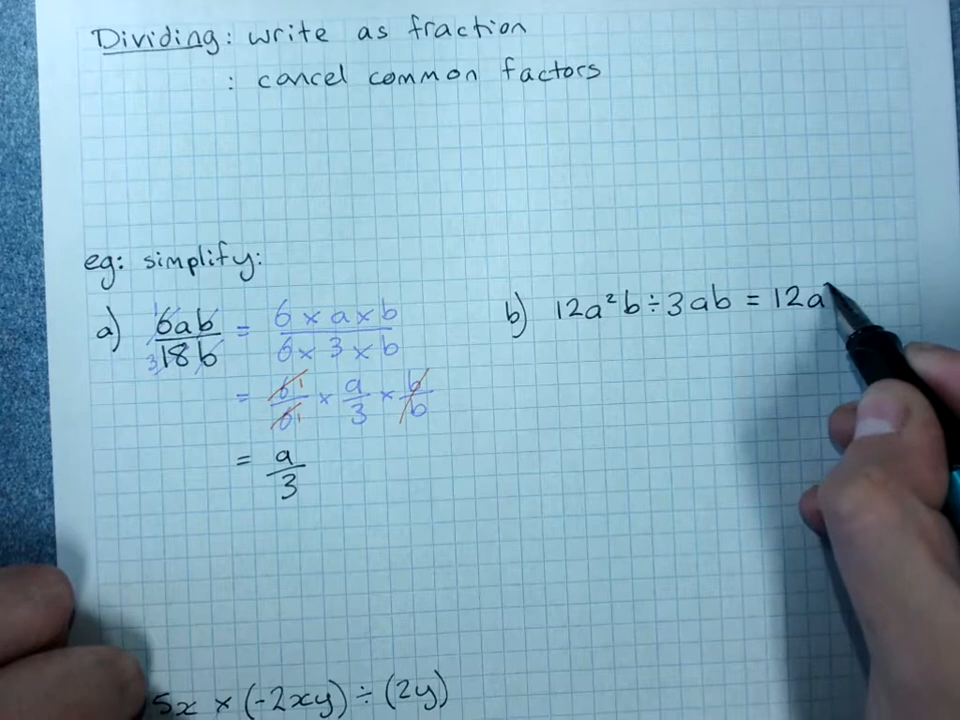 Dividing: write as fraction
: cancel common factors
eg: simplify:
a) 6ab/18b = 6 × a × b / 6 × 3 × b
= 6/6 × a/3 × b/b
= a/3
b) 12a²b ÷ 3ab = 12a
5x × (-2xy) ÷ (2y)